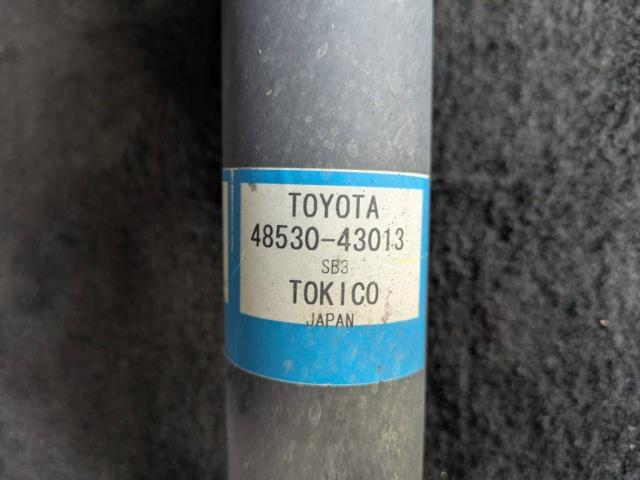 TOYOTA
48530-43013
SB3
TOKICO
JAPAN